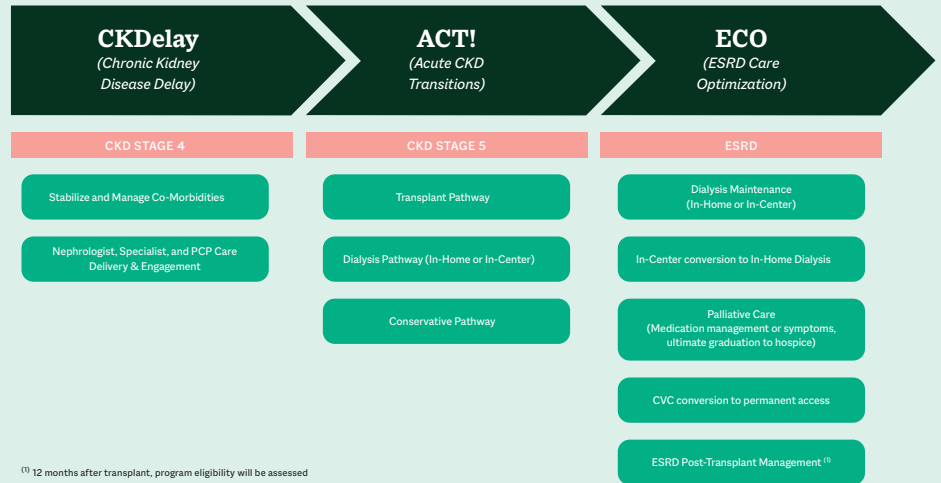 CKDelay
(Chronic Kidney
Disease Delay)
ACT!
(Acute CKD
Transitions)
ECO
(ESRD Care
Optimization)
CKD STAGE 4
Stabilize and Manage Co-Morbidities
Nephrologist, Specialist, and PCP Care
Delivery & Engagement
CKD STAGE 5
Transplant Pathway
Dialysis Pathway (In-Home or In-Center)
Conservative Pathway
ESRD
Dialysis Maintenance
(In-Home or In-Center)
In-Center conversion to In-Home Dialysis
Palliative Care
(Medication management or symptoms,
ultimate graduation to hospice)
CVC conversion to permanent access
ESRD Post-Transplant Management (1)
(1) 12 months after transplant, program eligibility will be assessed